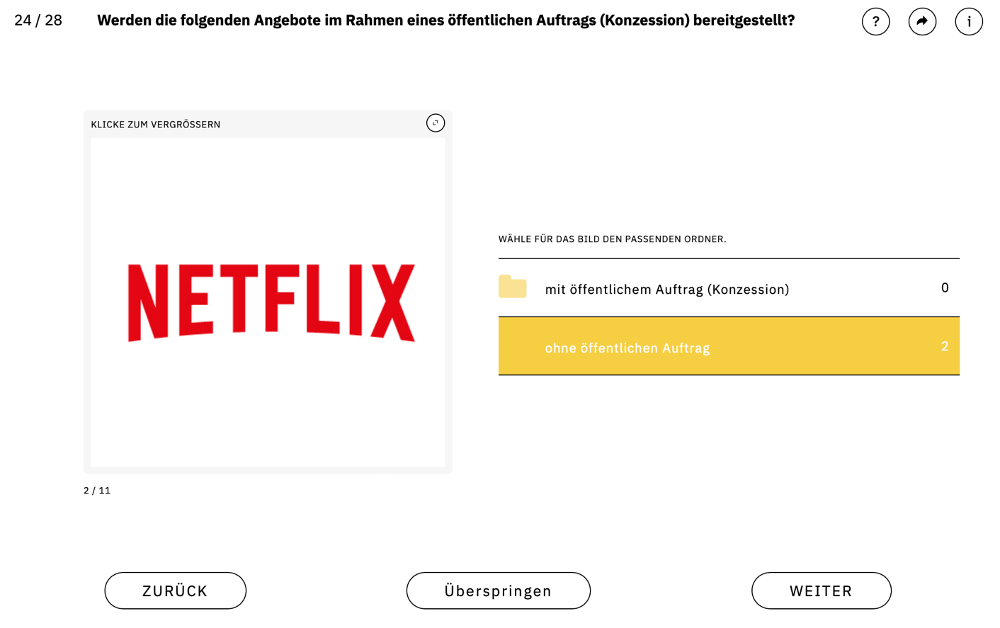 24 / 28
Werden die folgenden Angebote im Rahmen eines öffentlichen Auftrags (Konzession) bereitgestellt?
?
i
KLICKE ZUM VERGRÖSSERN
NETFLIX
2 / 11
WÄHLE FÜR DAS BILD DEN PASSENDEN ORDNER.
mit öffentlichem Auftrag (Konzession) 0
ohne öffentlichen Auftrag 2
ZURÜCK
Überspringen
WEITER